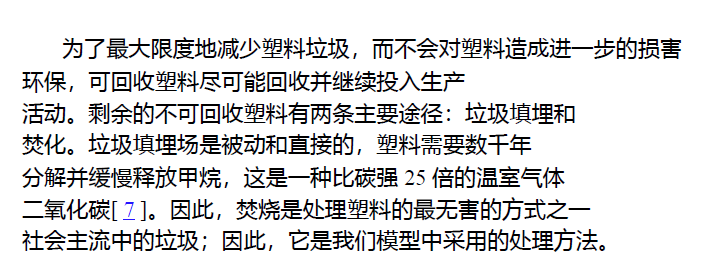 为了最大限度地减少塑料垃圾，而不会对塑料造成进一步的损害
环保，可回收塑料尽可能回收并继续投入生产
活动。剩余的不可回收塑料有两条主要途径：垃圾填埋和
焚化。垃圾填埋场是被动和直接的，塑料需要数千年
分解并缓慢释放甲烷，这是一种比碳强 25 倍的温室气体
二氧化碳[ 7 ]。因此，焚烧是处理塑料的最无害的方式之一
社会主流中的垃圾；因此，它是我们模型中采用的处理方法。